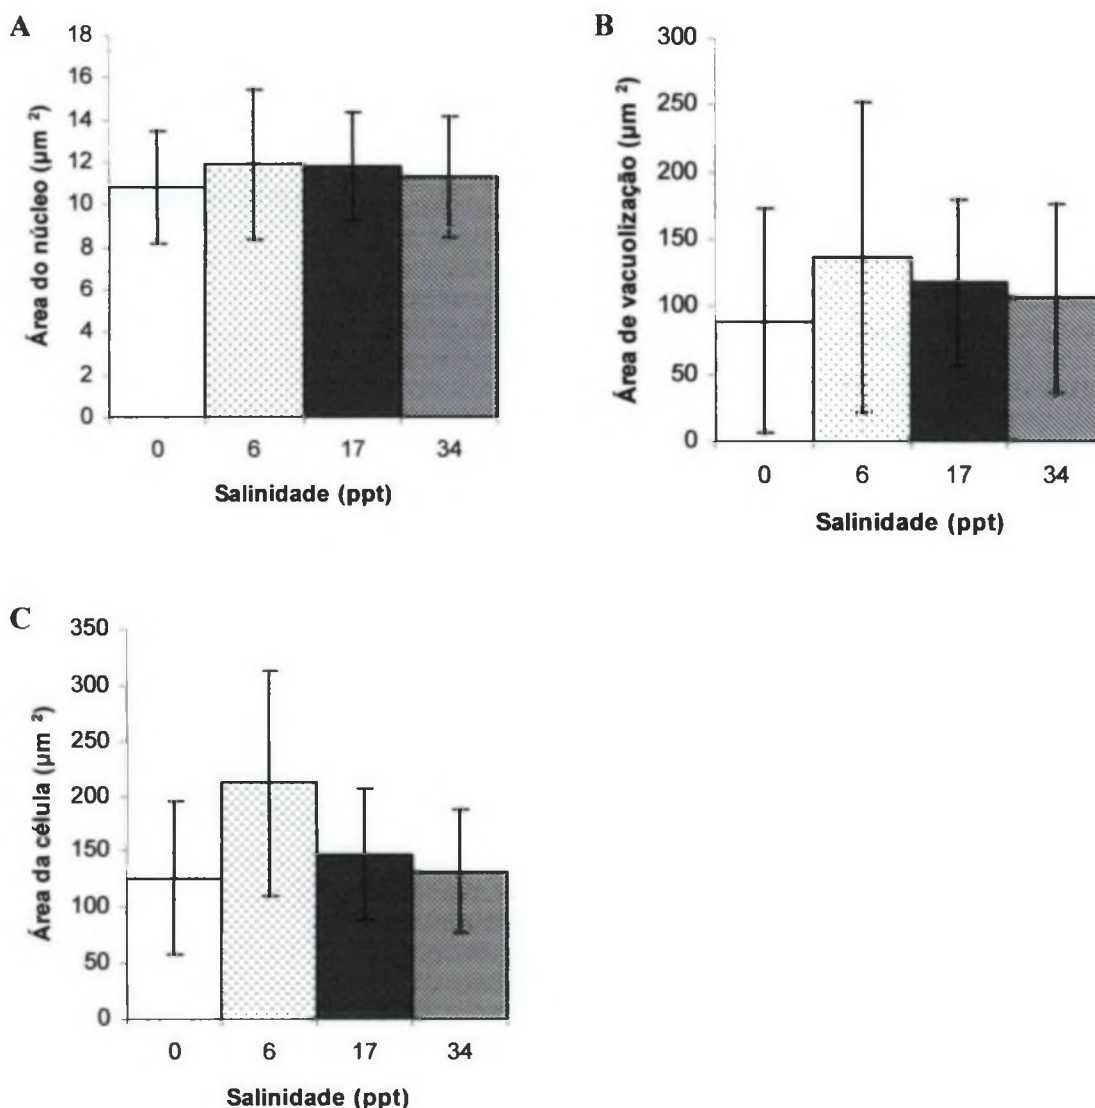 A
Área do núcleo (µm ²)
18
16
14
12
10
8
6
4
2
0
0 6 17 34
Salinidade (ppt)
B
Área de vacuolização (µm ²)
300
250
200
150
100
50
0
0 6 17 34
Salinidade (ppt)
C
Área da célula (µm ²)
350
300
250
200
150
100
50
0
0 6 17 34
Salinidade (ppt)